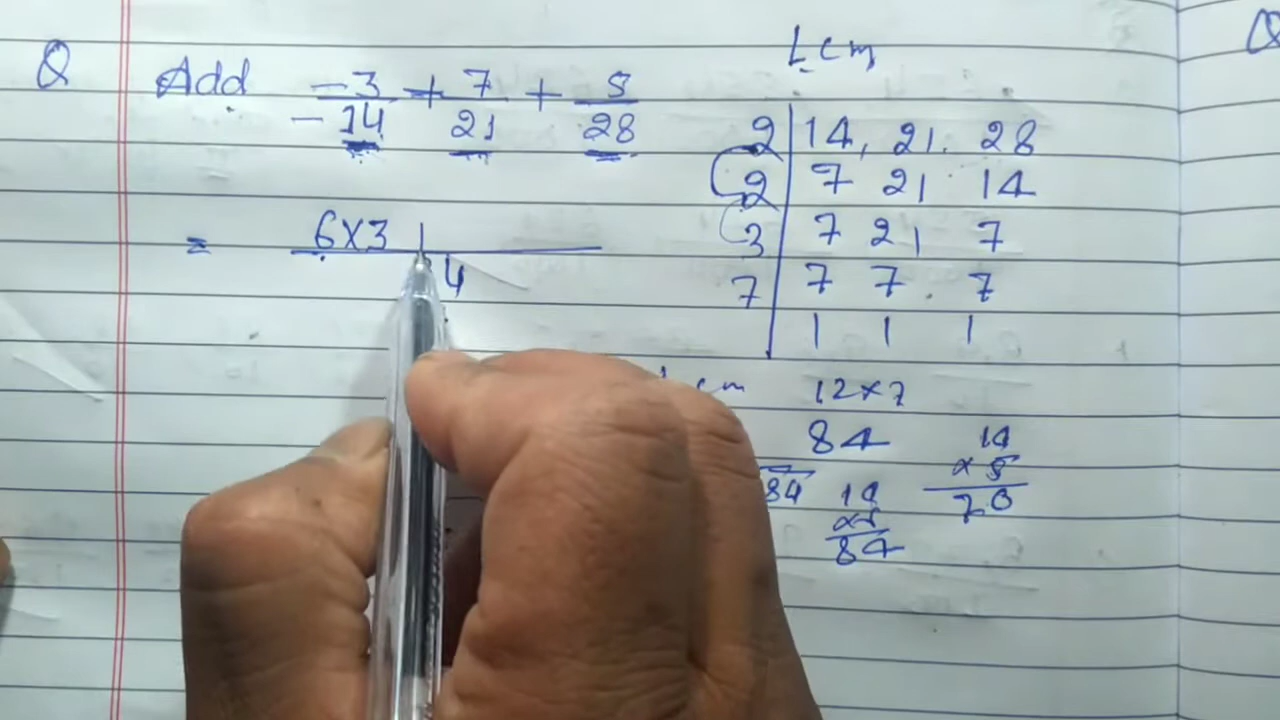 Q Add -3/-14 + 7/21 + 5/28
= 6×3 /
4
Lcm
2 | 14, 21, 28
2 | 7 21 14
3 | 7 21 7
7 | 7 7 7
1 1 1
cm 12×7
84
84
14
×5
70
84
Q